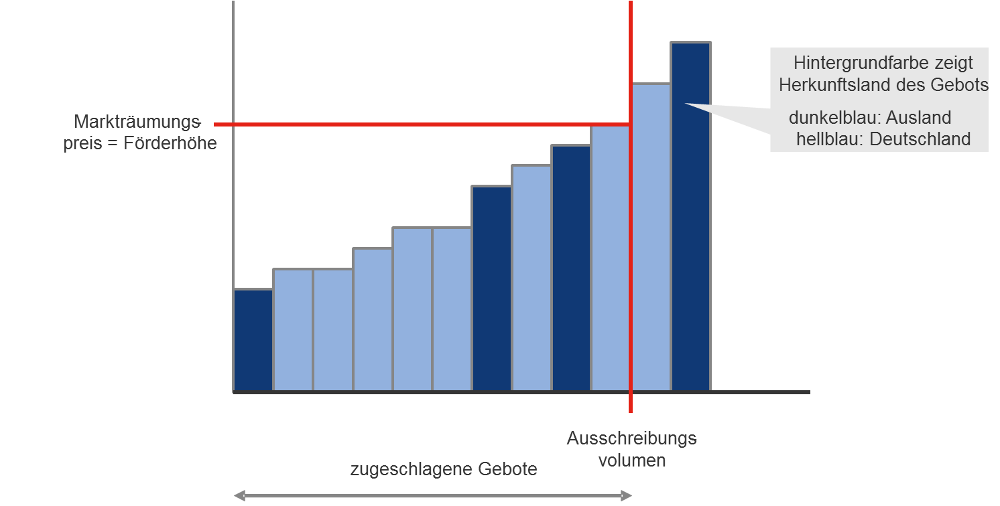 Hintergrundfarbe zeigt
Herkunftsland des Gebots
dunkelblau: Ausland
hellblau: Deutschland
Markträumungs-
preis = Förderhöhe
Ausschreibungs-
volumen
zugeschlagene Gebote